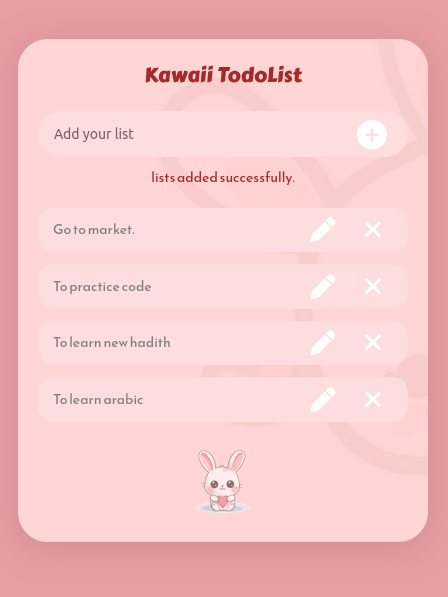 Kawaii TodoList
Add your list
lists added successfully.
Go to market.
To practice code
To learn new hadith
To learn arabic